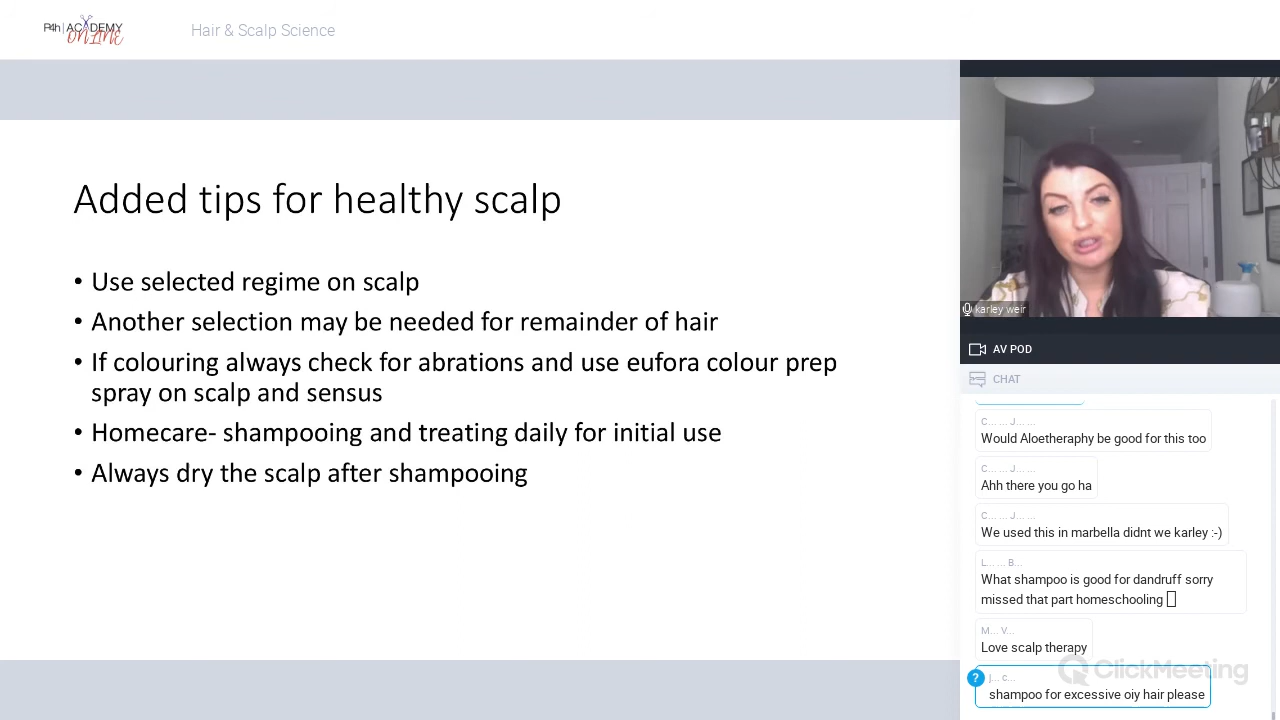 P4h | ACADEMY
ONLINE
Hair & Scalp Science
Added tips for healthy scalp
• Use selected regime on scalp
• Another selection may be needed for remainder of hair
• If colouring always check for abrations and use eufora colour prep
spray on scalp and sensus
• Homecare- shampooing and treating daily for initial use
• Always dry the scalp after shampooing
karley weir
AV POD
CHAT
C... ... J... ...
Would Aloetheraphy be good for this too
C... ... J... ...
Ahh there you go ha
C... ... J... ...
We used this in marbella didnt we karley :-)
L... ... B...
What shampoo is good for dandruff sorry
missed that part homeschooling
M... V...
Love scalp therapy
ClickMeeting
?
j... c...
shampoo for excessive oiy hair please